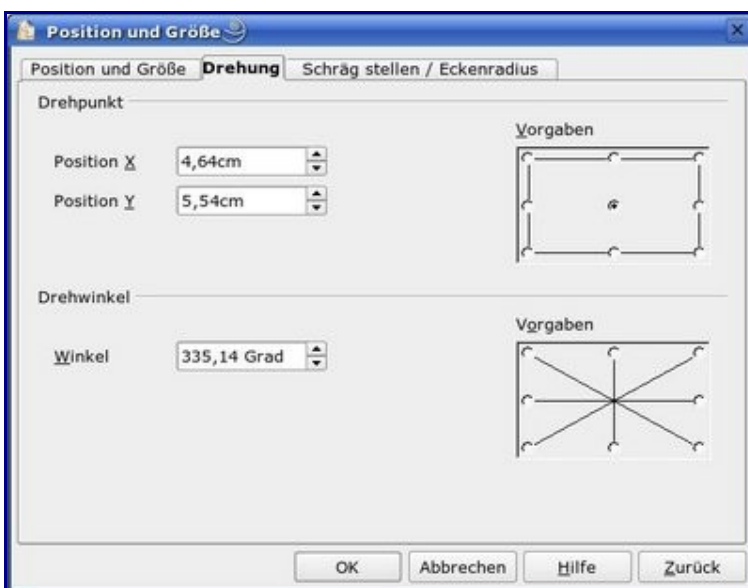 Position und Größe
Position und Größe Drehung Schräg stellen / Eckenradius
Drehpunkt
Vorgaben
Position X 4,64cm
Position Y 5,54cm
Drehwinkel
Vorgaben
Winkel 335,14 Grad
OK Abbrechen Hilfe Zurück